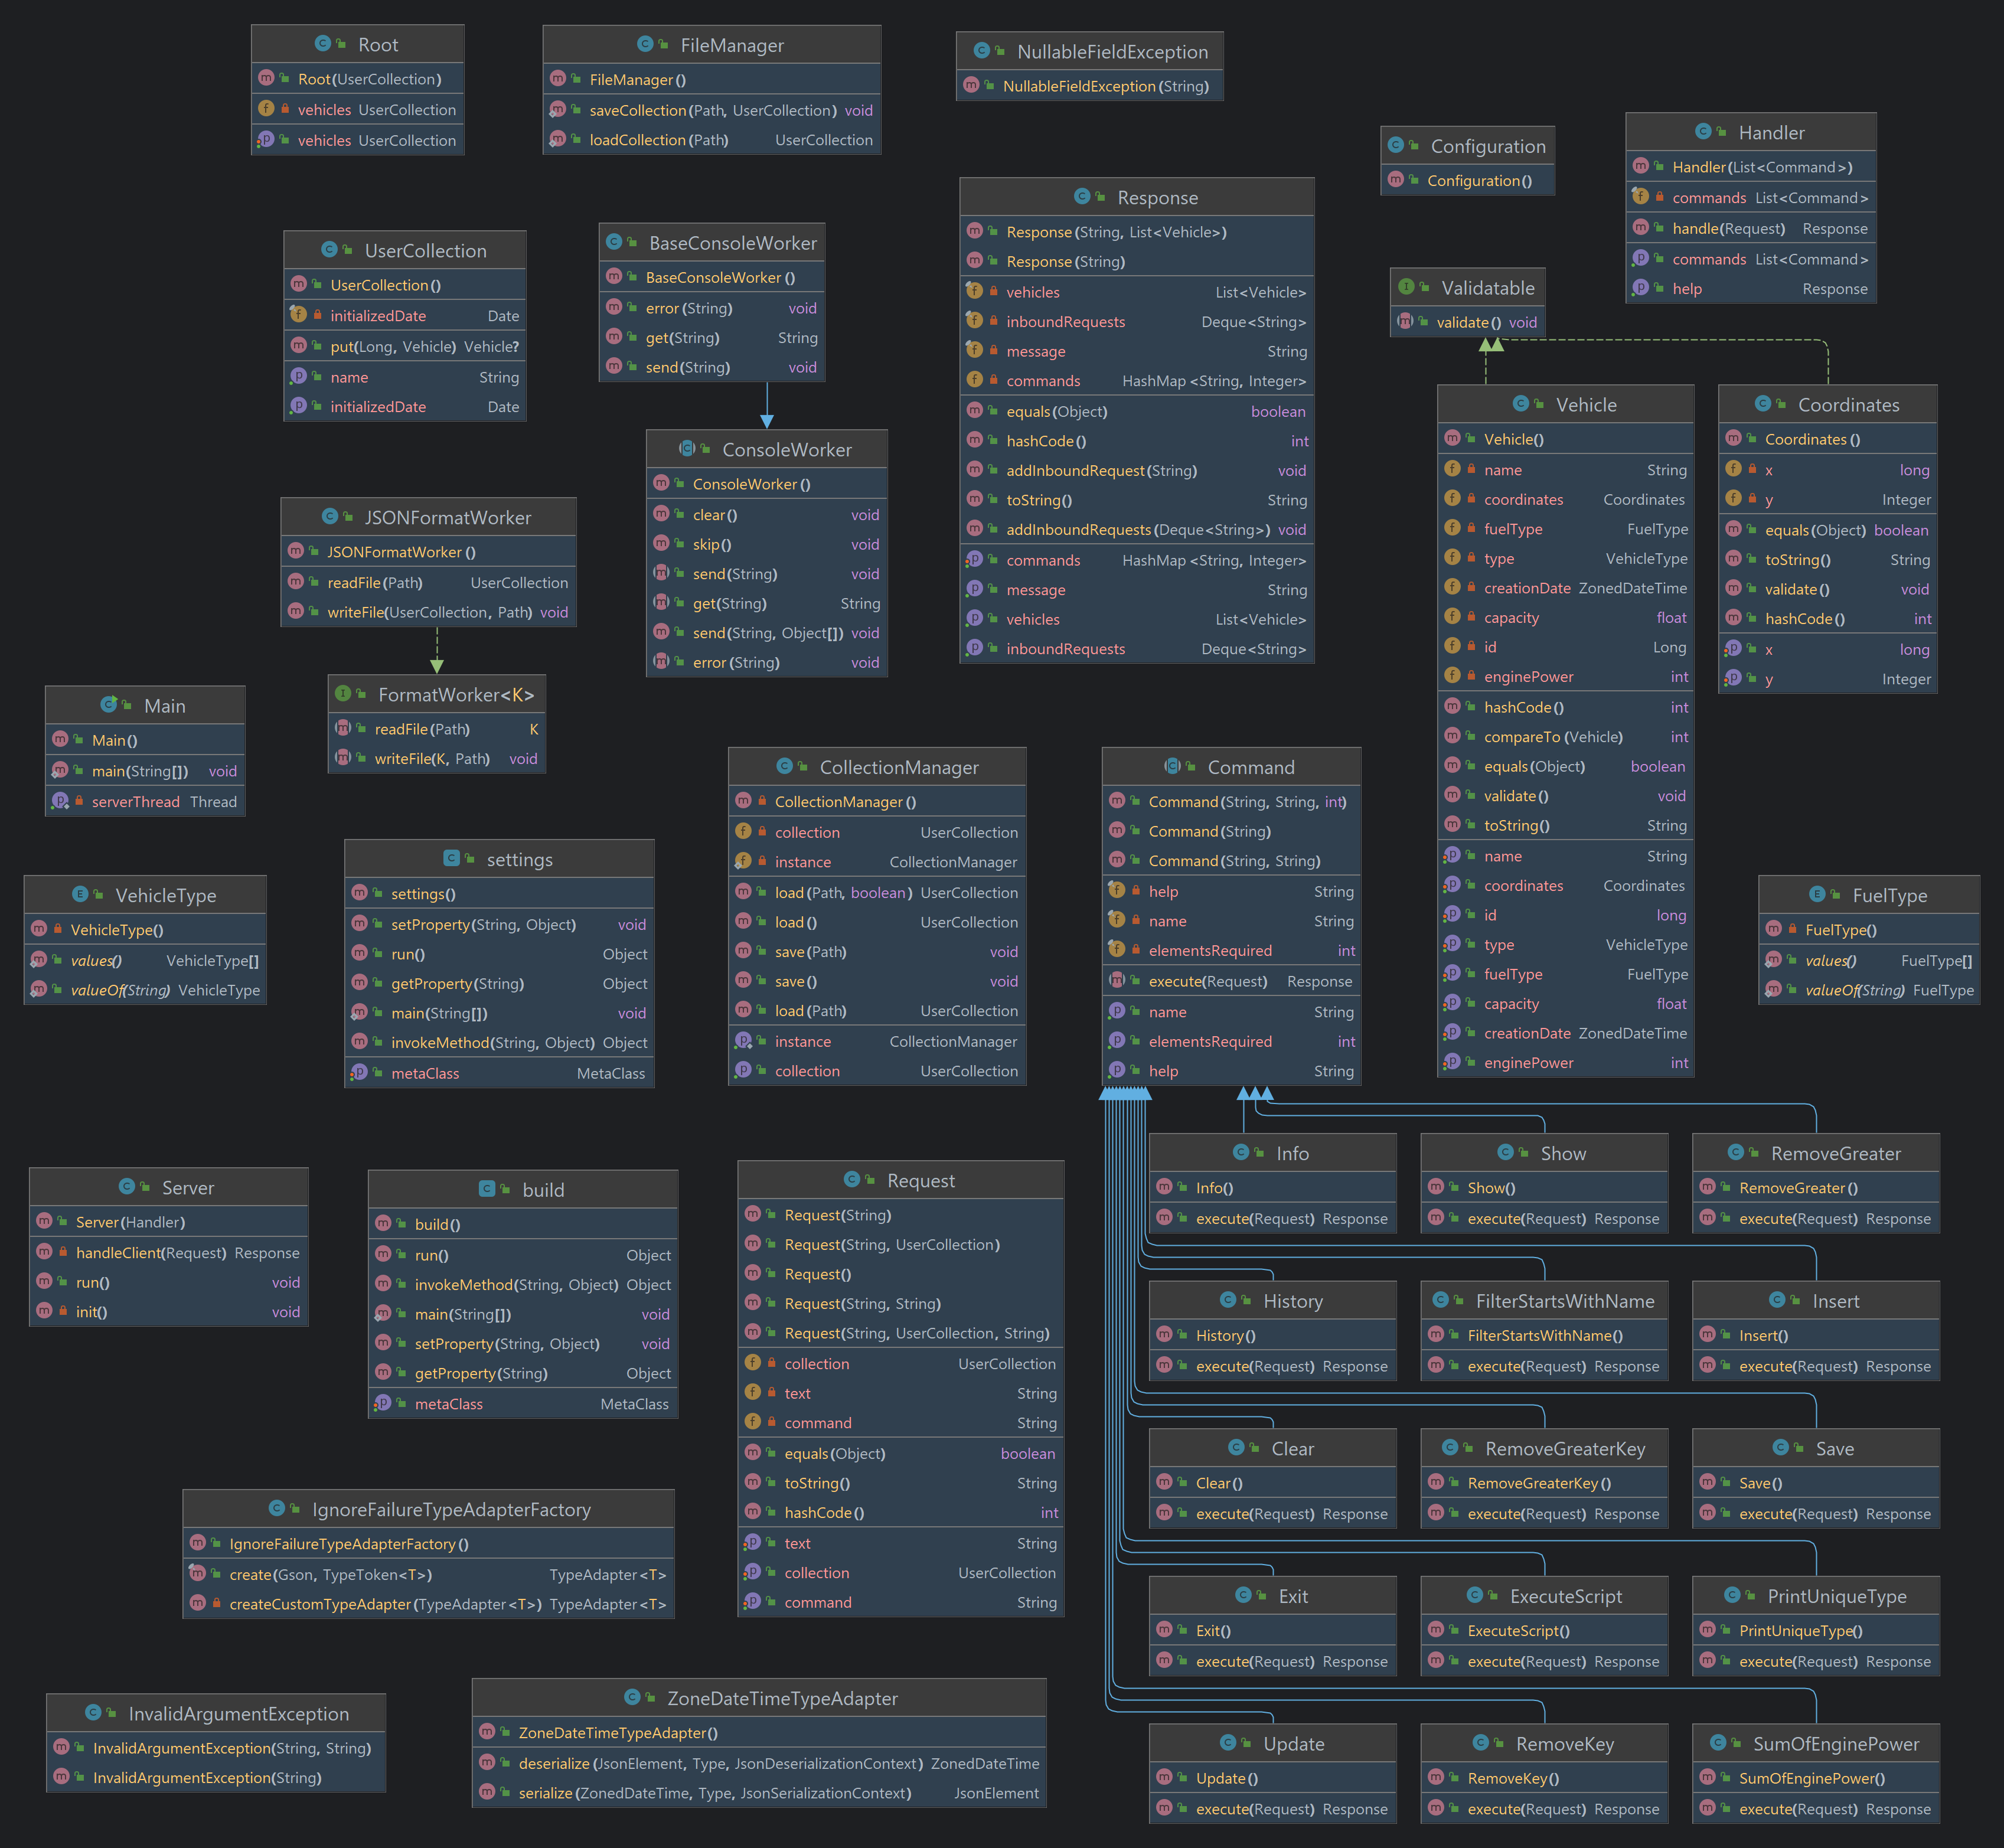 Root
Root(UserCollection)
vehicles UserCollection
vehicles UserCollection
FileManager
FileManager()
saveCollection(Path, UserCollection) void
loadCollection(Path) UserCollection
NullableFieldException
NullableFieldException(String)
Configuration
Configuration()
Handler
Handler(List<Command>)
commands List<Command>
handle(Request) Response
commands List<Command>
help Response
UserCollection
UserCollection()
initializedDate Date
put(Long, Vehicle) Vehicle?
name String
initializedDate Date
BaseConsoleWorker
BaseConsoleWorker()
error(String) void
get(String) String
send(String) void
Response
Response(String, List<Vehicle>)
Response(String)
vehicles List<Vehicle>
inboundRequests Deque<String>
message String
commands HashMap<String, Integer>
equals(Object) boolean
hashCode() int
addInboundRequest(String) void
toString() String
addInboundRequests(Deque<String>) void
commands HashMap<String, Integer>
message String
vehicles List<Vehicle>
inboundRequests Deque<String>
Validatable
validate() void
ConsoleWorker
ConsoleWorker()
clear() void
skip() void
send(String) void
get(String) String
send(String, Object[]) void
error(String) void
Vehicle
Vehicle()
name String
coordinates Coordinates
fuelType FuelType
type VehicleType
creationDate ZonedDateTime
capacity float
id Long
enginePower int
hashCode() int
compareTo(Vehicle) int
equals(Object) boolean
validate() void
toString() String
name String
coordinates Coordinates
id long
type VehicleType
fuelType FuelType
capacity float
creationDate ZonedDateTime
enginePower int
Coordinates
Coordinates()
x long
y Integer
equals(Object) boolean
toString() String
validate() void
hashCode() int
x long
y Integer
JSONFormatWorker
JSONFormatWorker()
readFile(Path) UserCollection
writeFile(UserCollection, Path) void
FormatWorker<K>
readFile(Path) K
writeFile(K, Path) void
Main
Main()
main(String[]) void
serverThread Thread
CollectionManager
CollectionManager()
collection UserCollection
instance CollectionManager
load(Path, boolean) UserCollection
load() UserCollection
save(Path) void
save() void
load(Path) UserCollection
instance CollectionManager
collection UserCollection
Command
Command(String, String, int)
Command(String)
Command(String, String)
help String
name String
elementsRequired int
execute(Request) Response
name String
elementsRequired int
help String
settings
settings()
setProperty(String, Object) void
run() Object
getProperty(String) Object
main(String[]) void
invokeMethod(String, Object) Object
metaClass MetaClass
VehicleType
VehicleType()
values() VehicleType[]
valueOf(String) VehicleType
FuelType
FuelType()
values() FuelType[]
valueOf(String) FuelType
Server
Server(Handler)
handleClient(Request) Response
run() void
init() void
build
build()
run() Object
invokeMethod(String, Object) Object
main(String[]) void
setProperty(String, Object) void
getProperty(String) Object
metaClass MetaClass
Request
Request(String)
Request(String, UserCollection)
Request()
Request(String, String)
Request(String, UserCollection, String)
collection UserCollection
text String
command String
equals(Object) boolean
toString() String
hashCode() int
text String
collection UserCollection
command String
Info
Info()
execute(Request) Response
Show
Show()
execute(Request) Response
RemoveGreater
RemoveGreater()
execute(Request) Response
History
History()
execute(Request) Response
FilterStartsWithName
FilterStartsWithName()
execute(Request) Response
Insert
Insert()
execute(Request) Response
Clear
Clear()
execute(Request) Response
RemoveGreaterKey
RemoveGreaterKey()
execute(Request) Response
Save
Save()
execute(Request) Response
Exit
Exit()
execute(Request) Response
ExecuteScript
ExecuteScript()
execute(Request) Response
PrintUniqueType
PrintUniqueType()
execute(Request) Response
Update
Update()
execute(Request) Response
RemoveKey
RemoveKey()
execute(Request) Response
SumOfEnginePower
SumOfEnginePower()
execute(Request) Response
IgnoreFailureTypeAdapterFactory
IgnoreFailureTypeAdapterFactory()
create(Gson, TypeToken<T>) TypeAdapter<T>
createCustomTypeAdapter(TypeAdapter<T>) TypeAdapter<T>
InvalidArgumentException
InvalidArgumentException(String, String)
InvalidArgumentException(String)
ZoneDateTimeTypeAdapter
ZoneDateTimeTypeAdapter()
deserialize(JsonElement, Type, JsonDeserializationContext) ZonedDateTime
serialize(ZonedDateTime, Type, JsonSerializationContext) JsonElement